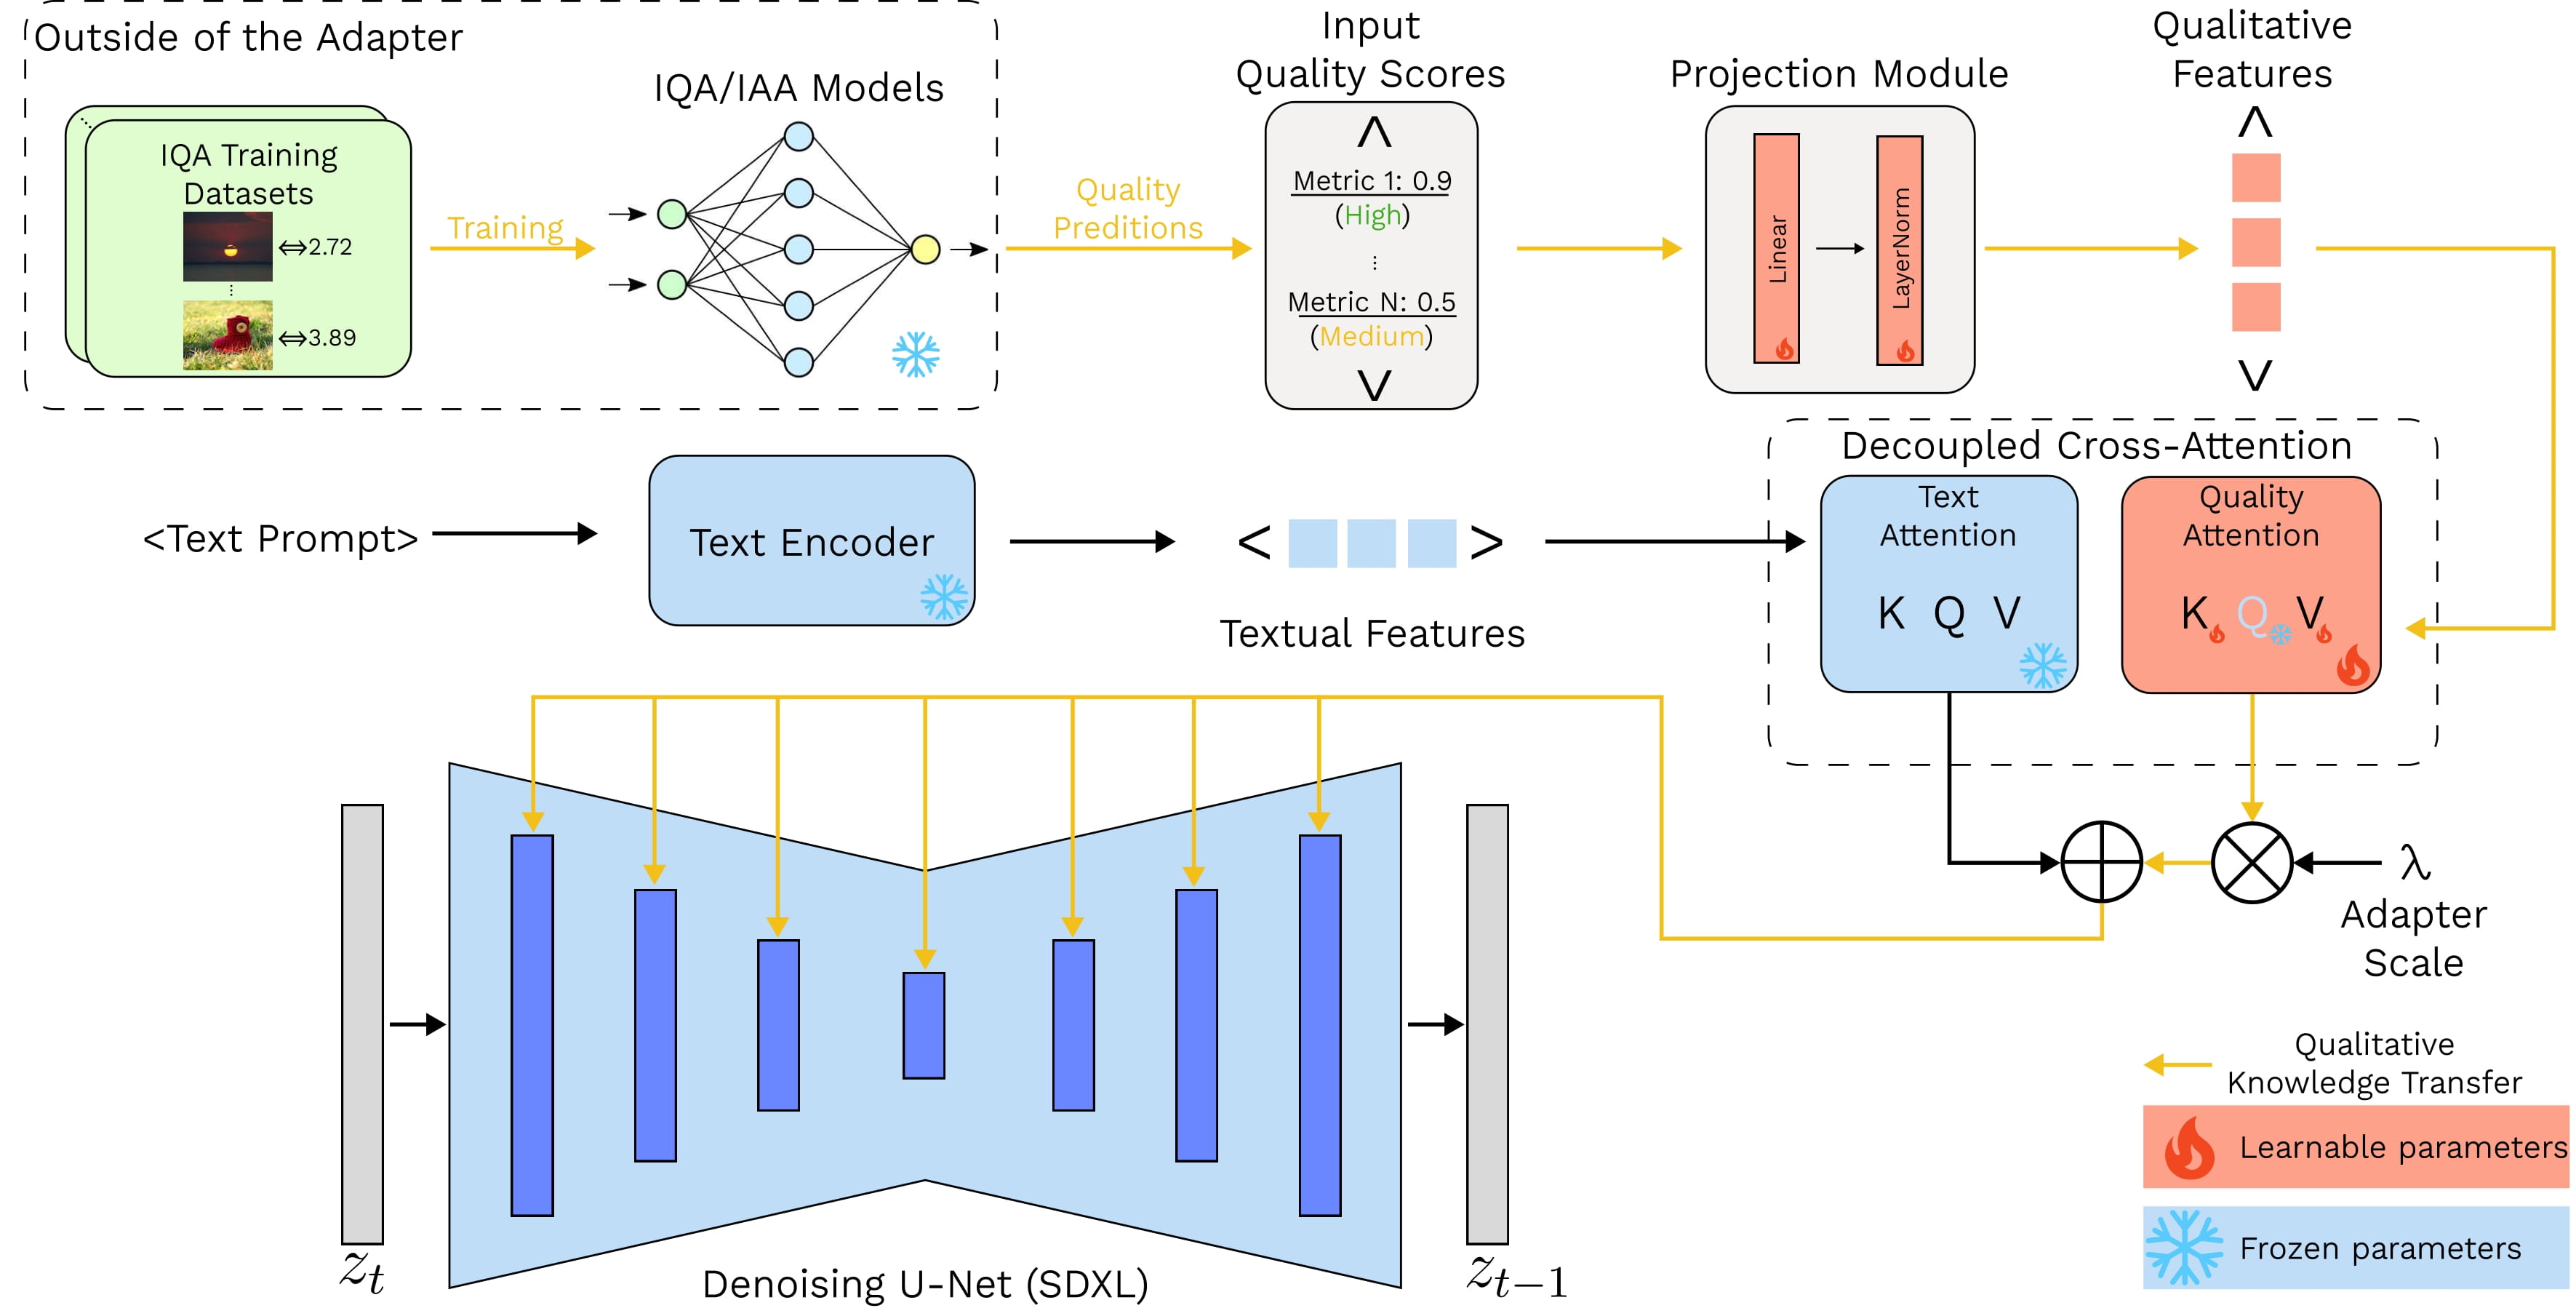 Outside of the Adapter
IQA Training
Datasets
⇔2.72
⇔3.89
Training
IQA/IAA Models
Quality
Preditions
Input
Quality Scores
<
Metric 1: 0.9
(High)
...
Metric N: 0.5
(Medium)
>
Projection Module
Linear
LayerNorm
Qualitative
Features
<
>
<Text Prompt>
Text Encoder
< >
Textual Features
Decoupled Cross-Attention
Text
Attention
K Q V
Quality
Attention
K Q V
λ
Adapter
Scale
z_t
Denoising U-Net (SDXL)
z_{t-1}
Qualitative
Knowledge Transfer
Learnable parameters
Frozen parameters